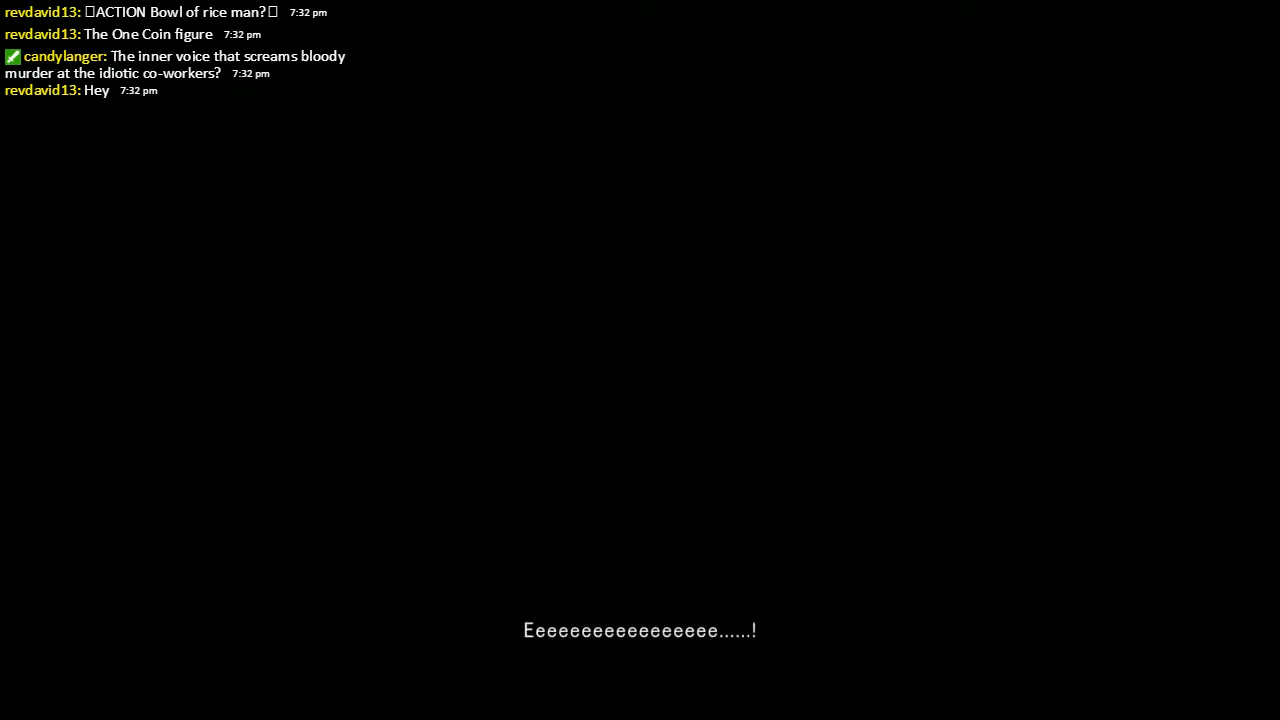 revdavid13: ▯ACTION Bowl of rice man?▯ 7:32 pm
revdavid13: The One Coin figure 7:32 pm
candylanger: The inner voice that screams bloody
murder at the idiotic co-workers? 7:32 pm
revdavid13: Hey 7:32 pm
Eeeeeeeeeeeeeeeee......!